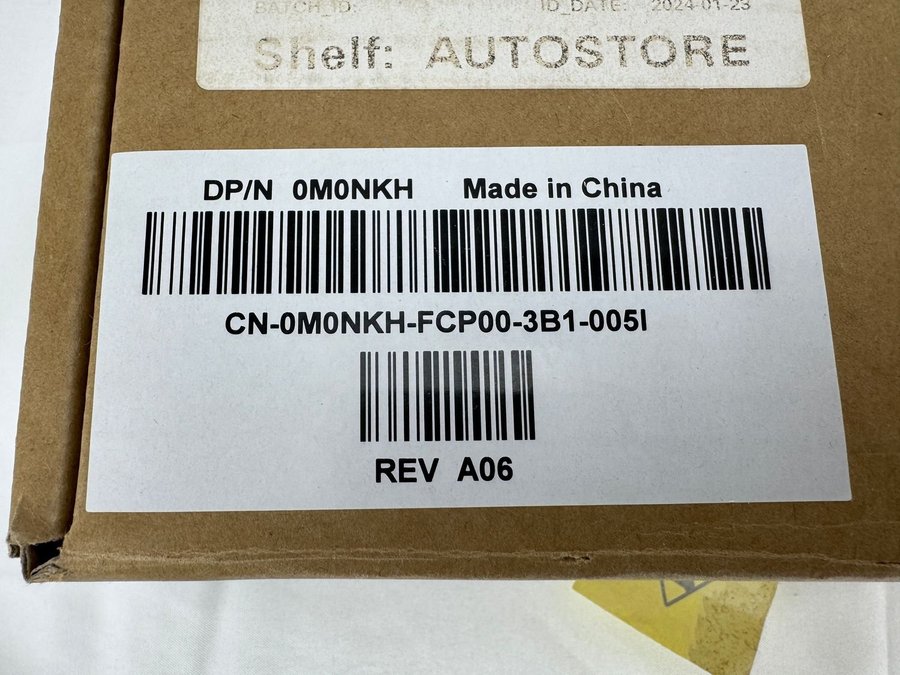 BATCH_ID: ID_DATE: 2024-01-23
Shelf: AUTOSTORE
DP/N 0M0NKH Made in China
CN-0M0NKH-FCP00-3B1-005I
REV A06